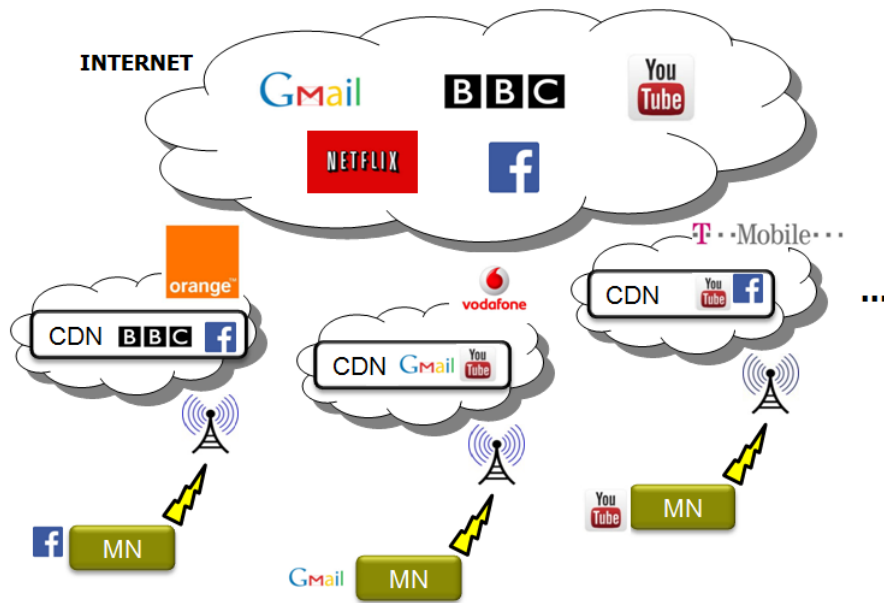 INTERNET
Gmail
BBC
You
Tube
NETFLIX
f
orange™
T··Mobile···
vodafone
CDN BBC f
CDN Gmail You Tube
CDN You Tube f
...
f MN
Gmail MN
You Tube MN